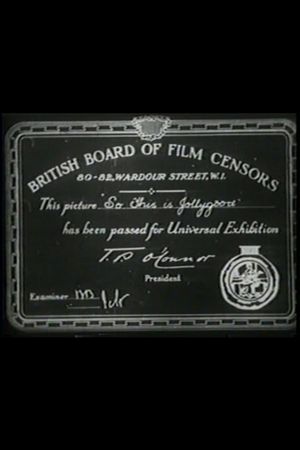 BRITISH BOARD OF FILM CENSORS
80-82, WARDOUR STREET, W.1.
This picture "So This is Jollygood"
has been passed for Universal Exhibition
T. P. O'Connor
President
Examiner